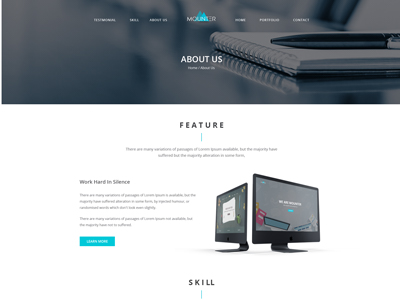 TESTIMONIAL SKILL ABOUT US MOUNTER HOME PORTFOLIO CONTACT
ABOUT US
Home / About us
FEATURE
There are many variations of passages of Lorem Ipsum available, but the majority have
suffered but the majority alteration in some form.
Work Hard In Silence
There are many variations of passages of Lorem Ipsum is available, but the
majority have suffered alteration in some form, by injected humour, or
randomised words which don't look even slightly.
There are many variations of passages of Lorem Ipsum not available, but
the majority have not to suffered.
LEARN MORE
SKILL